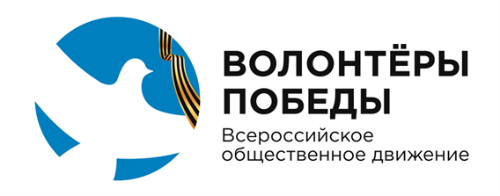 ВОЛОНТЁРЫ
ПОБЕДЫ
Всероссийское
общественное движение